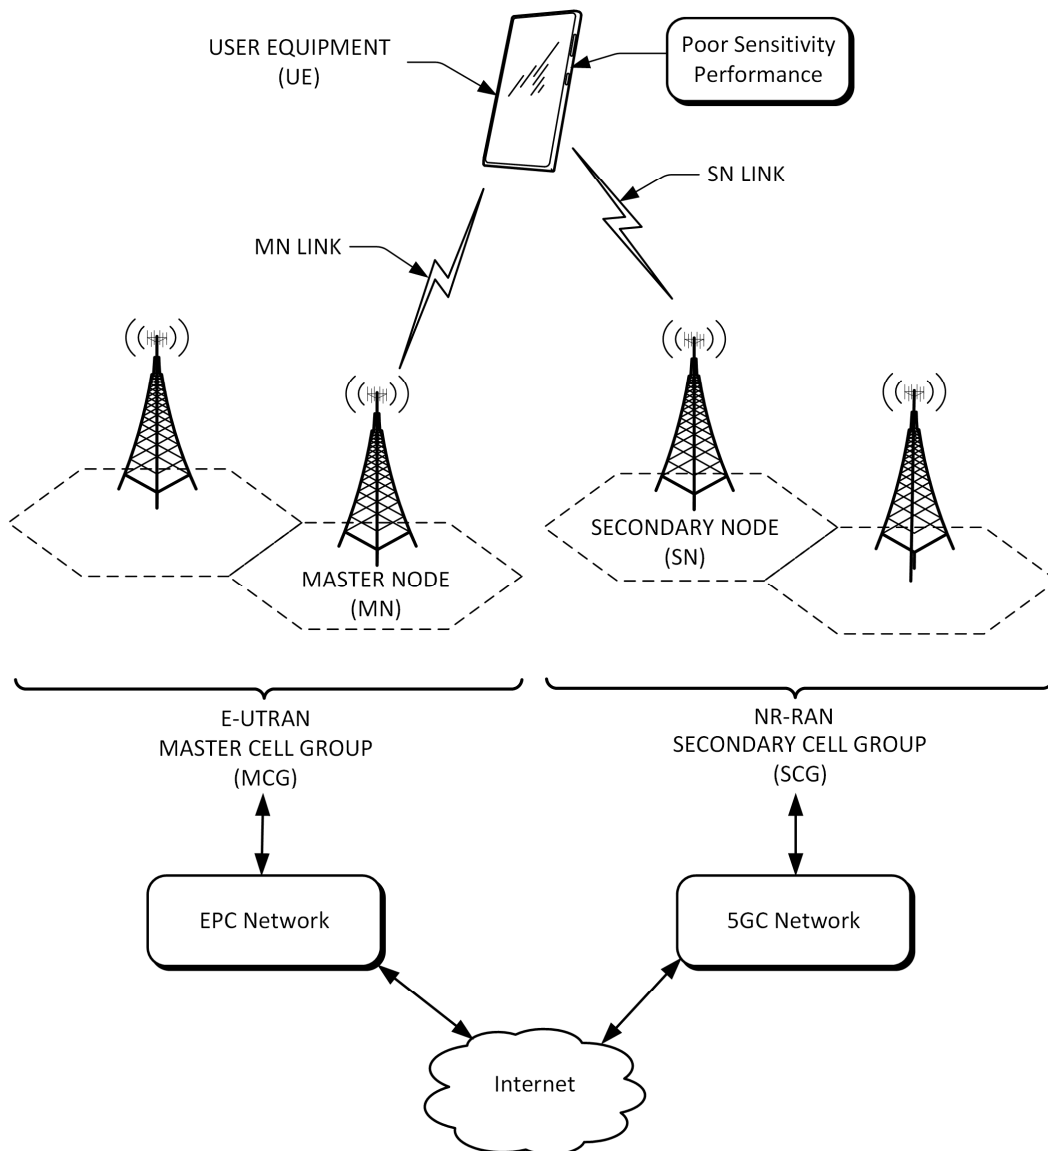 USER EQUIPMENT
(UE)
Poor Sensitivity
Performance
SN LINK
MN LINK
SECONDARY NODE
(SN)
MASTER NODE
(MN)
E-UTRAN
MASTER CELL GROUP
(MCG)
NR-RAN
SECONDARY CELL GROUP
(SCG)
EPC Network
5GC Network
Internet